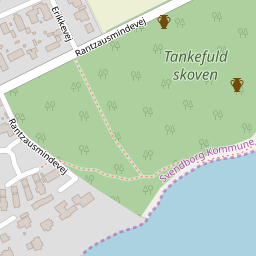 Erikkevej
Rantzausmindevej
Tankefuld
skoven
Rantzausmindevej
Svendborg Kommune